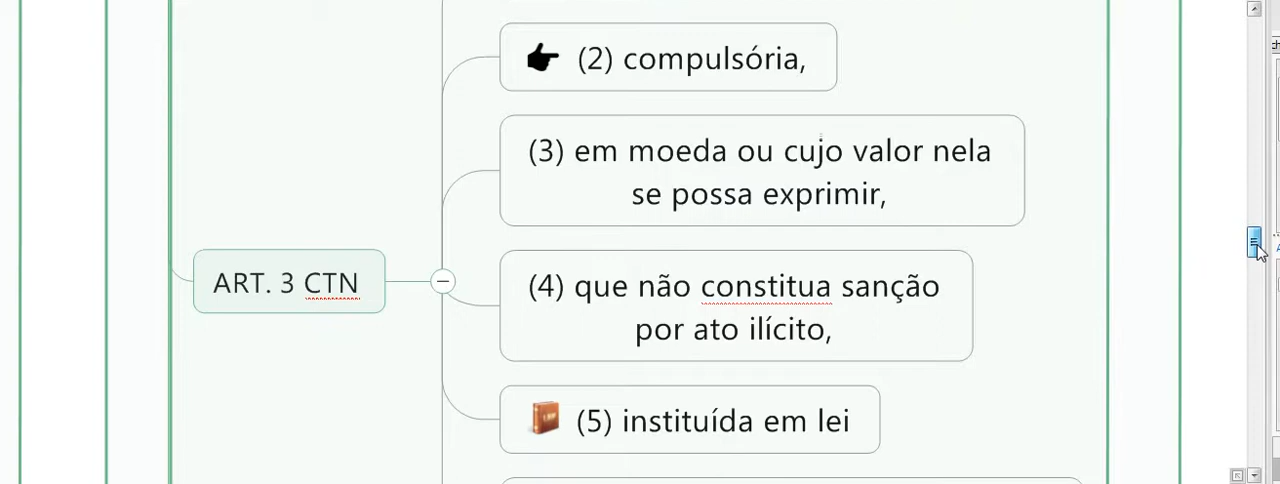 (2) compulsória,
(3) em moeda ou cujo valor nela
se possa exprimir,
ART. 3 CTN
(4) que não constitua sanção
por ato ilícito,
(5) instituída em lei